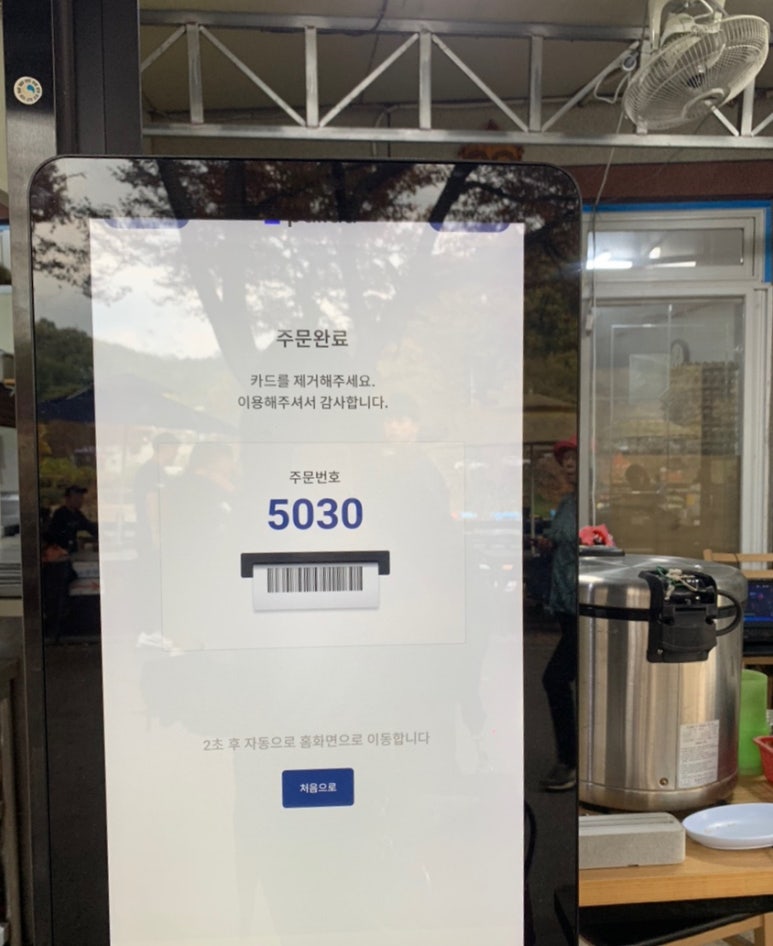 주문완료
카드를 제거해주세요.
이용해주셔서 감사합니다.
주문번호
5030
2초 후 자동으로 홈화면으로 이동합니다
처음으로